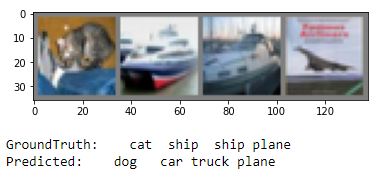 0
10
20
30
0 20 40 60 80 100 120
GroundTruth: cat ship ship plane
Predicted: dog car truck plane